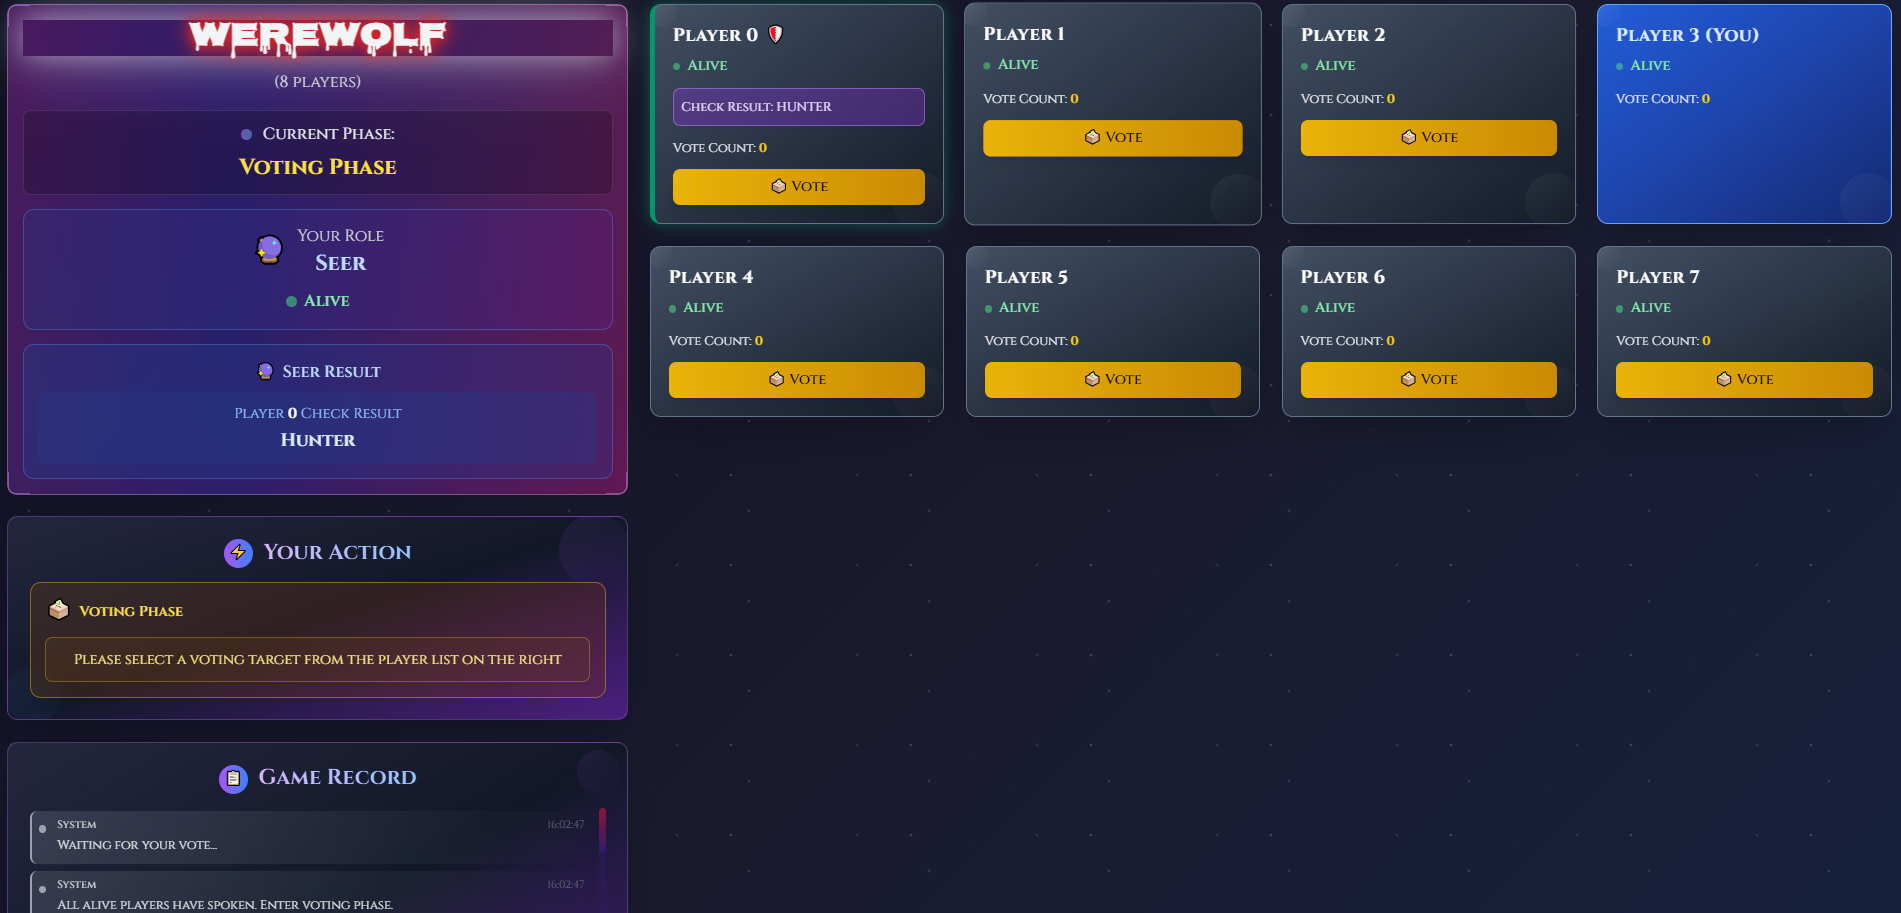 WEREWOLF
(8 players)
Current Phase:
Voting Phase
Your Role
Seer
Alive
Seer Result
Player 0 Check Result
Hunter
Your Action
Voting Phase
Please select a voting target from the player list on the right
Game Record
System
16:02:47
Waiting for your vote...
System
16:02:47
All alive players have spoken. Enter voting phase.
Player 0
Alive
Check Result: HUNTER
Vote Count: 0
Vote
Player 1
Alive
Vote Count: 0
Vote
Player 2
Alive
Vote Count: 0
Vote
Player 3 (You)
Alive
Vote Count: 0
Player 4
Alive
Vote Count: 0
Vote
Player 5
Alive
Vote Count: 0
Vote
Player 6
Alive
Vote Count: 0
Vote
Player 7
Alive
Vote Count: 0
Vote